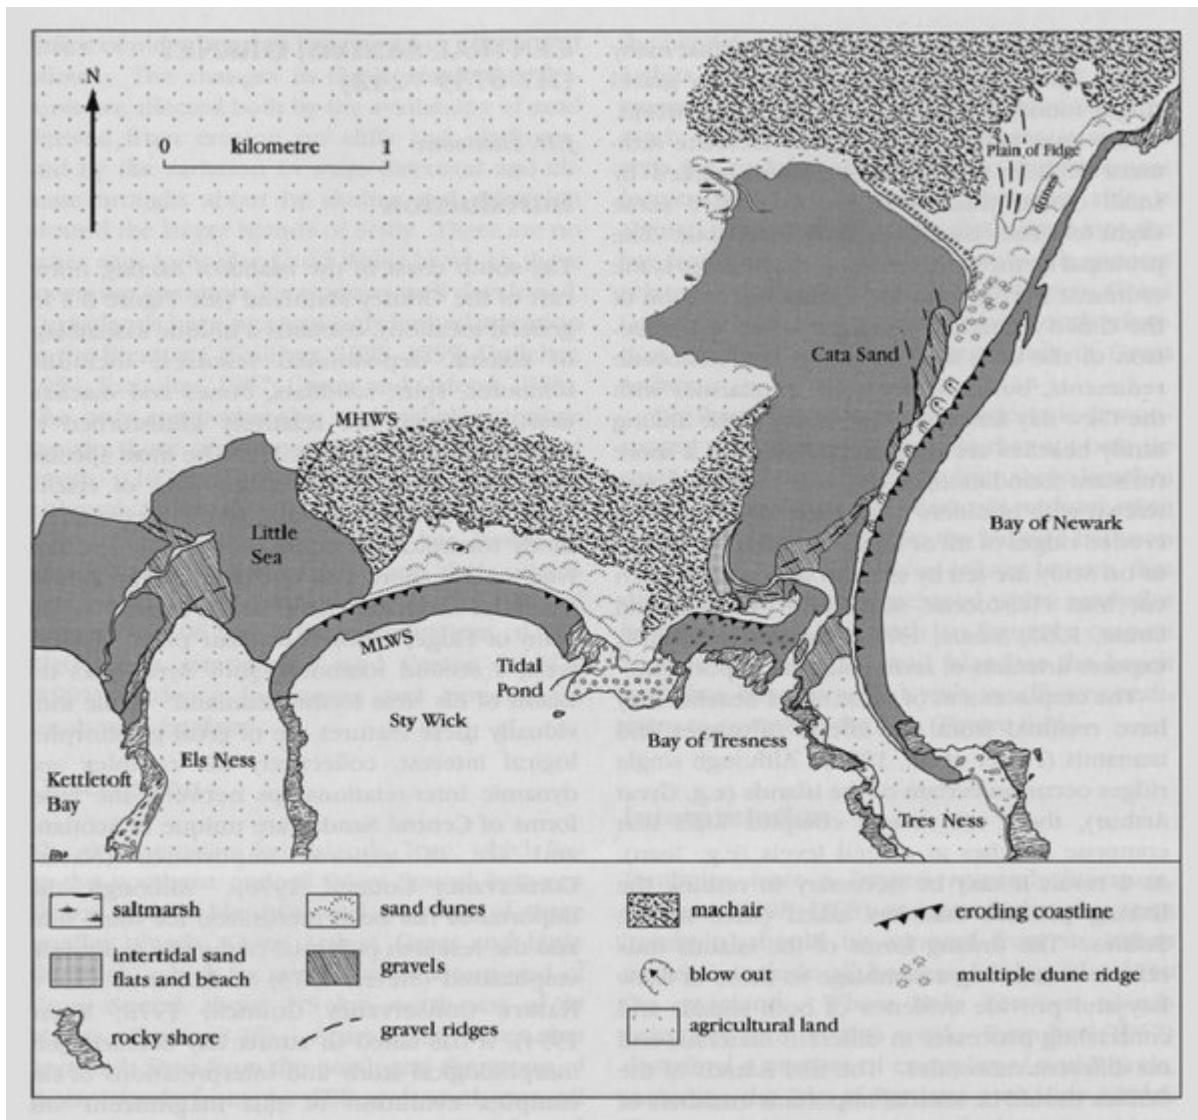 N
0 kilometre 1
Plain of Fidge
Quarry
Cata Sand
MHWS
Little
Sea
Bay of Newark
MLWS
Tidal
Pond
Sty Wick
Bay of Tresness
Els Ness
Kettletoft
Bay
Tres Ness
saltmarsh
sand dunes
machair
eroding coastline
intertidal sand
flats and beach
gravels
blow out
multiple dune ridge
rocky shore
gravel ridges
agricultural land